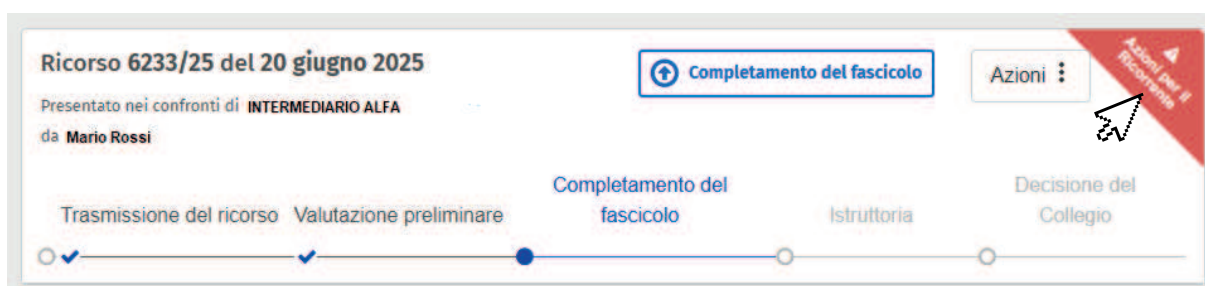 Ricorso 6233/25 del 20 giugno 2025
Completamento del fascicolo
Azioni
Azioni per il
Ricorrente
Presentato nei confronti di INTERMEDIARIO ALFA
da Mario Rossi
Trasmissione del ricorso
Valutazione preliminare
Completamento del
fascicolo
Istruttoria
Decisione del
Collegio